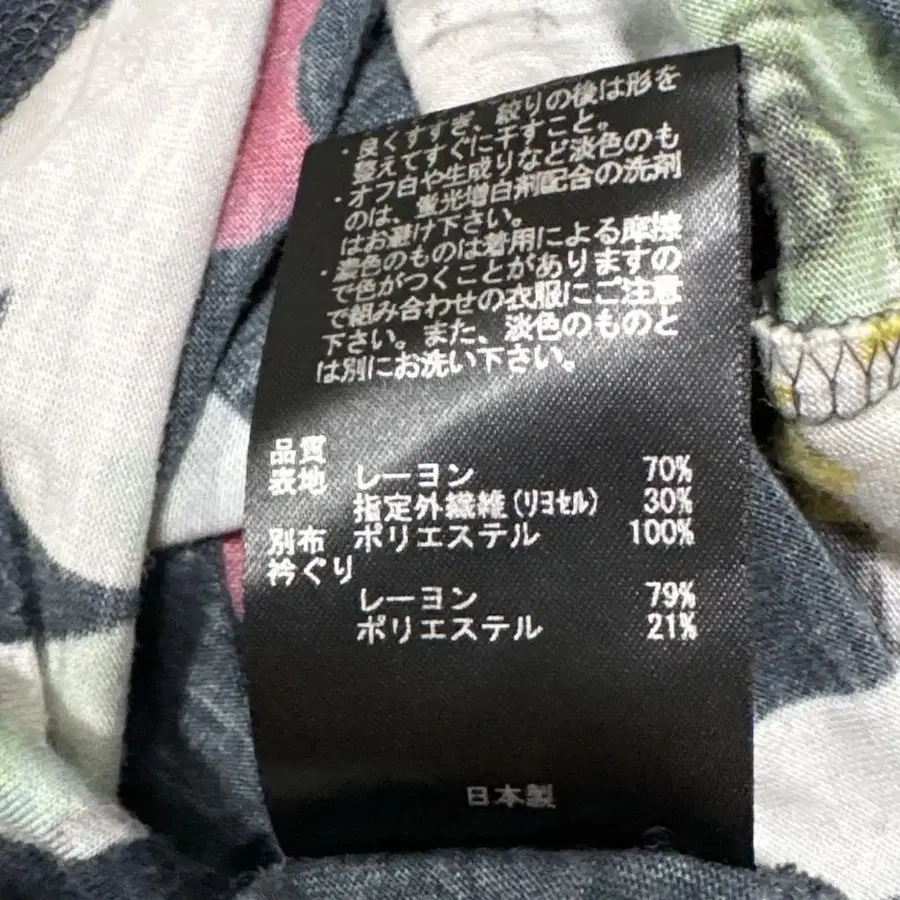 ・良くすすぎ、絞りの後は形を
整えてすぐに干すこと。
・オフ白や生成りなど淡色のも
のは、蛍光増白剤配合の洗剤
はお避け下さい。
・濃色のものは着用による摩擦
で色がつくことがありますの
で組み合わせの衣服にご注意
下さい。また、淡色のものと
は別にお洗い下さい。
品質
表地 レーヨン 70%
指定外繊維(リヨセル) 30%
別布 ポリエステル 100%
衿ぐり
レーヨン 79%
ポリエステル 21%
日本製